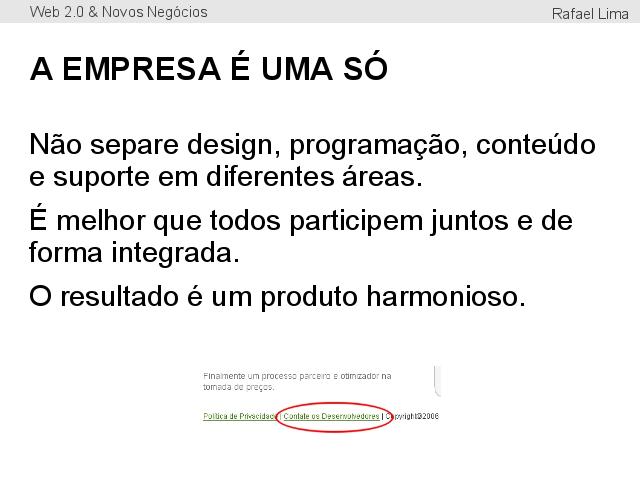 Web 2.0 & Novos Negócios
Rafael Lima
A EMPRESA É UMA SÓ
Não separe design, programação, conteúdo
e suporte em diferentes áreas.
É melhor que todos participem juntos e de
forma integrada.
O resultado é um produto harmonioso.
Finalmente um processo parceiro e otimizador na
tomada de preços.
Política de Privacidade | Contate os Desenvolvedores | Copyright©2006